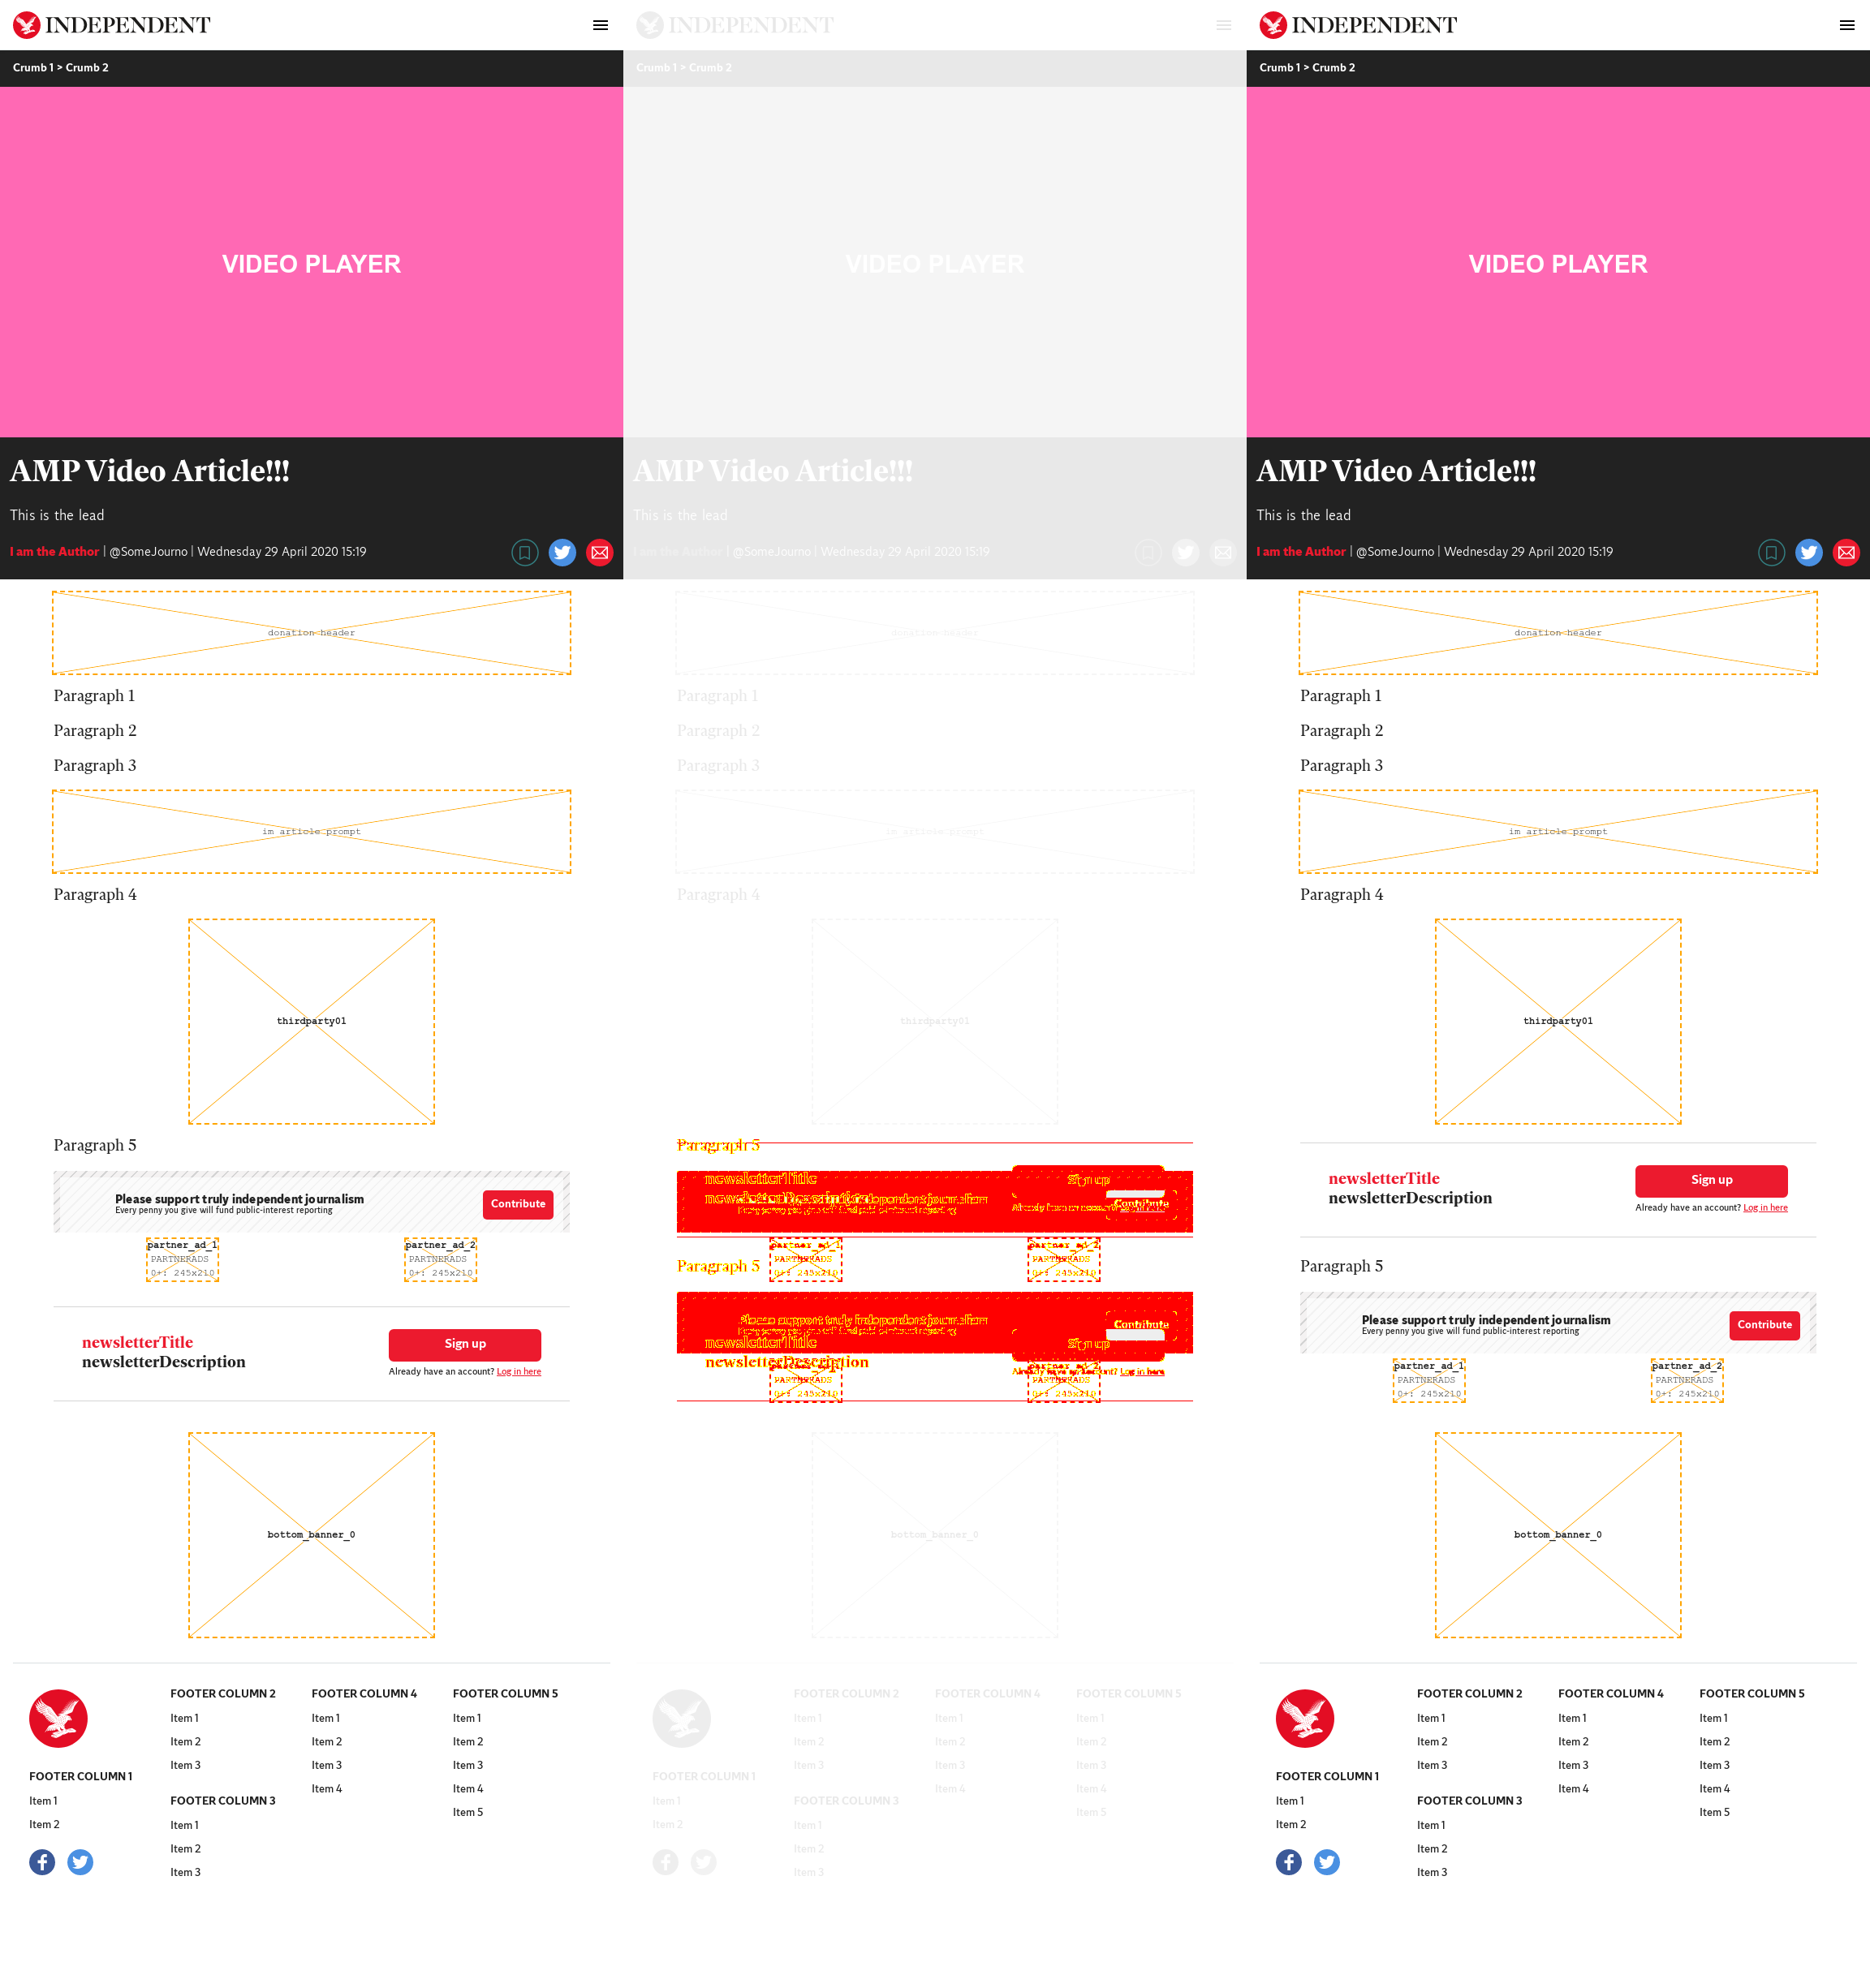 INDEPENDENT
Crumb 1 > Crumb 2
VIDEO PLAYER
AMP Video Article!!!
This is the lead
I am the Author | @SomeJourno | Wednesday 29 April 2020 15:19
donation header
Paragraph 1
Paragraph 2
Paragraph 3
im article prompt
Paragraph 4
thirdparty01
Paragraph 5
Please support truly independent journalism
Every penny you give will fund public-interest reporting
Contribute
partner_ad_1
PARTNERADS
0+: 245x210
partner_ad_2
PARTNERADS
0+: 245x210
newsletterTitle
newsletterDescription
Sign up
Already have an account? Log in here
bottom_banner_0
FOOTER COLUMN 1
Item 1
Item 2
FOOTER COLUMN 2
Item 1
Item 2
Item 3
FOOTER COLUMN 3
Item 1
Item 2
Item 3
FOOTER COLUMN 4
Item 1
Item 2
Item 3
Item 4
FOOTER COLUMN 5
Item 1
Item 2
Item 3
Item 4
Item 5
INDEPENDENT
Crumb 1 > Crumb 2
VIDEO PLAYER
AMP Video Article!!!
This is the lead
I am the Author | @SomeJourno | Wednesday 29 April 2020 15:19
donation header
Paragraph 1
Paragraph 2
Paragraph 3
im article prompt
Paragraph 4
thirdparty01
Paragraph 5
newsletterTitle
newsletterDescription
Sign up
Contribute
partner_ad_1
PARTNERADS
0+: 245x210
partner_ad_2
PARTNERADS
0+: 245x210
Paragraph 5
Please support truly independent journalism
Contribute
newsletterTitle
newsletterDescription
Sign up
Log in here
PARTNERADS
0+: 245x210
PARTNERADS
0+: 245x210
bottom_banner_0
FOOTER COLUMN 1
Item 1
Item 2
FOOTER COLUMN 2
Item 1
Item 2
Item 3
FOOTER COLUMN 3
Item 1
Item 2
Item 3
FOOTER COLUMN 4
Item 1
Item 2
Item 3
Item 4
FOOTER COLUMN 5
Item 1
Item 2
Item 3
Item 4
Item 5
INDEPENDENT
Crumb 1 > Crumb 2
VIDEO PLAYER
AMP Video Article!!!
This is the lead
I am the Author | @SomeJourno | Wednesday 29 April 2020 15:19
donation header
Paragraph 1
Paragraph 2
Paragraph 3
im article prompt
Paragraph 4
thirdparty01
newsletterTitle
newsletterDescription
Sign up
Already have an account? Log in here
Paragraph 5
Please support truly independent journalism
Every penny you give will fund public-interest reporting
Contribute
partner_ad_1
PARTNERADS
0+: 245x210
partner_ad_2
PARTNERADS
0+: 245x210
bottom_banner_0
FOOTER COLUMN 1
Item 1
Item 2
FOOTER COLUMN 2
Item 1
Item 2
Item 3
FOOTER COLUMN 3
Item 1
Item 2
Item 3
FOOTER COLUMN 4
Item 1
Item 2
Item 3
Item 4
FOOTER COLUMN 5
Item 1
Item 2
Item 3
Item 4
Item 5